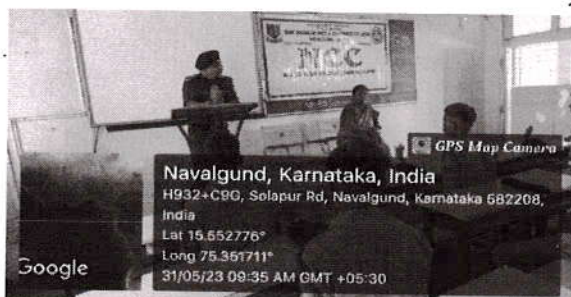 NCC
GPS Map Camera
Navalgund, Karnataka, India
H932+C9G, Solapur Rd, Navalgund, Karnataka 582208,
India
Lat 15.552776°
Long 75.351711°
31/05/23 09:35 AM GMT +05:30
Google